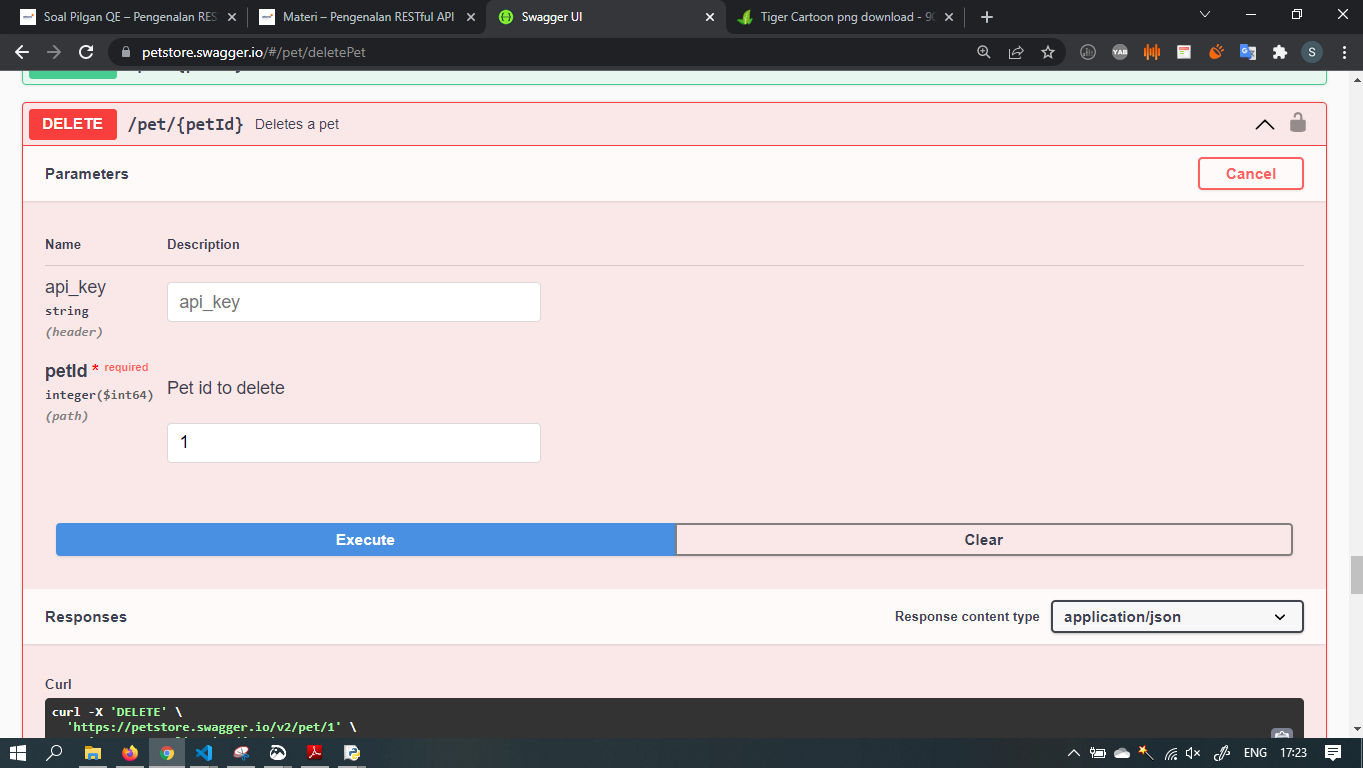 Soal Pilgan QE – Pengenalan RES
Materi – Pengenalan RESTful API
Swagger UI
Tiger Cartoon png download - 90
petstore.swagger.io/#/pet/deletePet
YAB
S
DELETE /pet/{petId} Deletes a pet
Parameters
Cancel
Name Description
api_key
string
(header)
api_key
petId * required
integer($int64)
(path)
Pet id to delete
1
Execute
Clear
Responses
Response content type
application/json
Curl
curl -X 'DELETE' \
'https://petstore.swagger.io/v2/pet/1' \
ENG 17:23